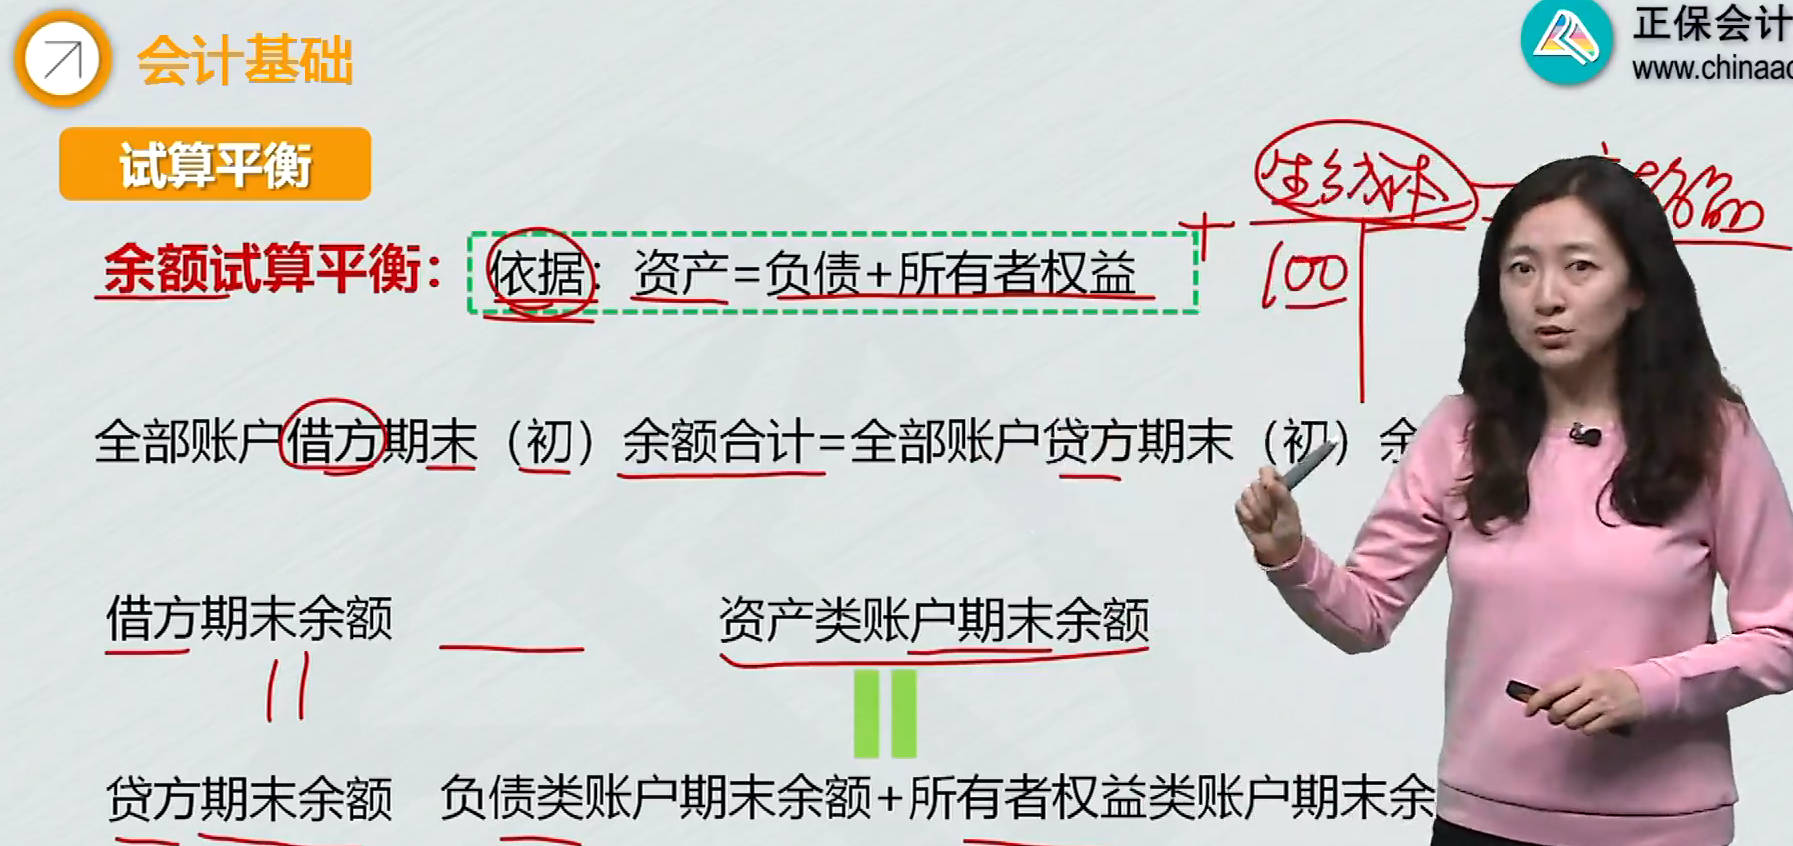 会计基础
正保会计
www.chinaac
试算平衡
生产成本
余额试算平衡：依据：资产=负债+所有者权益
100
全部账户借方期末（初）余额合计=全部账户贷方期末（初）余
借方期末余额 资产类账户期末余额
贷方期末余额 负债类账户期末余额+所有者权益类账户期末余